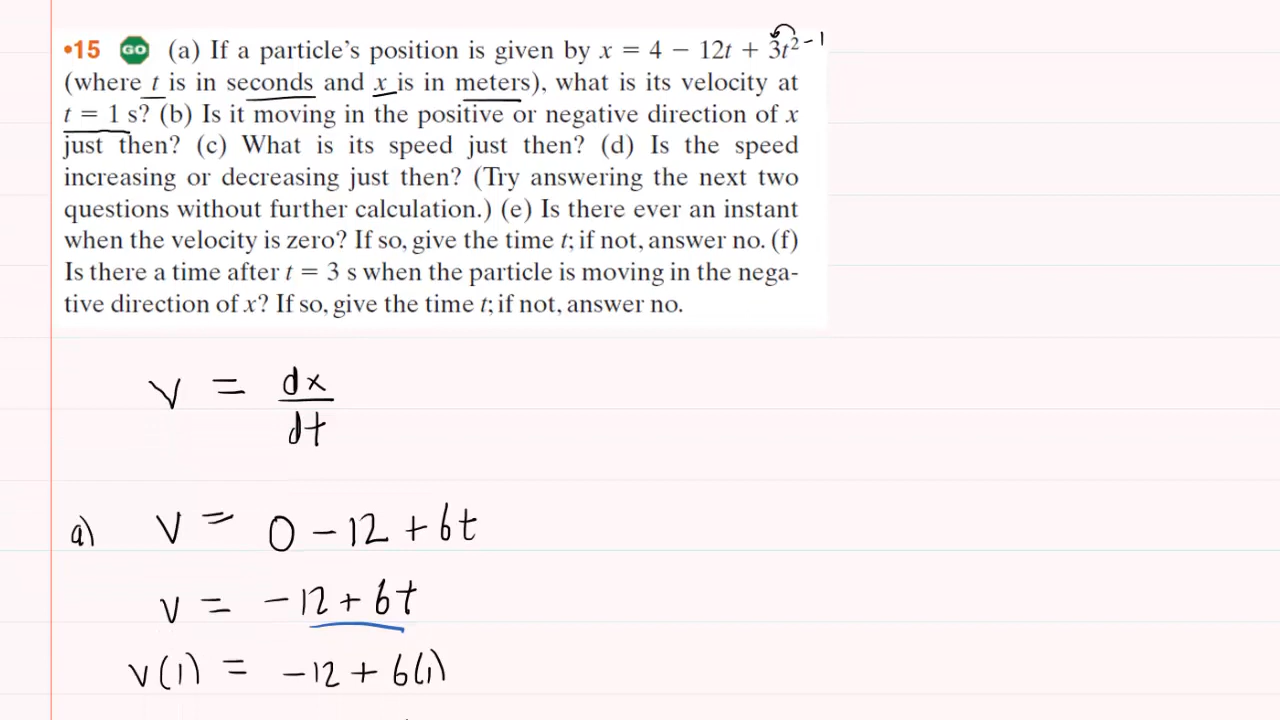 •15 GO (a) If a particle's position is given by x = 4 − 12t + 3t² − 1
(where t is in seconds and x is in meters), what is its velocity at
t = 1 s? (b) Is it moving in the positive or negative direction of x
just then? (c) What is its speed just then? (d) Is the speed
increasing or decreasing just then? (Try answering the next two
questions without further calculation.) (e) Is there ever an instant
when the velocity is zero? If so, give the time t; if not, answer no. (f)
Is there a time after t = 3 s when the particle is moving in the nega-
tive direction of x? If so, give the time t; if not, answer no.
v = dx/dt
a) v = 0 − 12 + 6t
v = −12 + 6t
v(1) = −12 + 6(1)